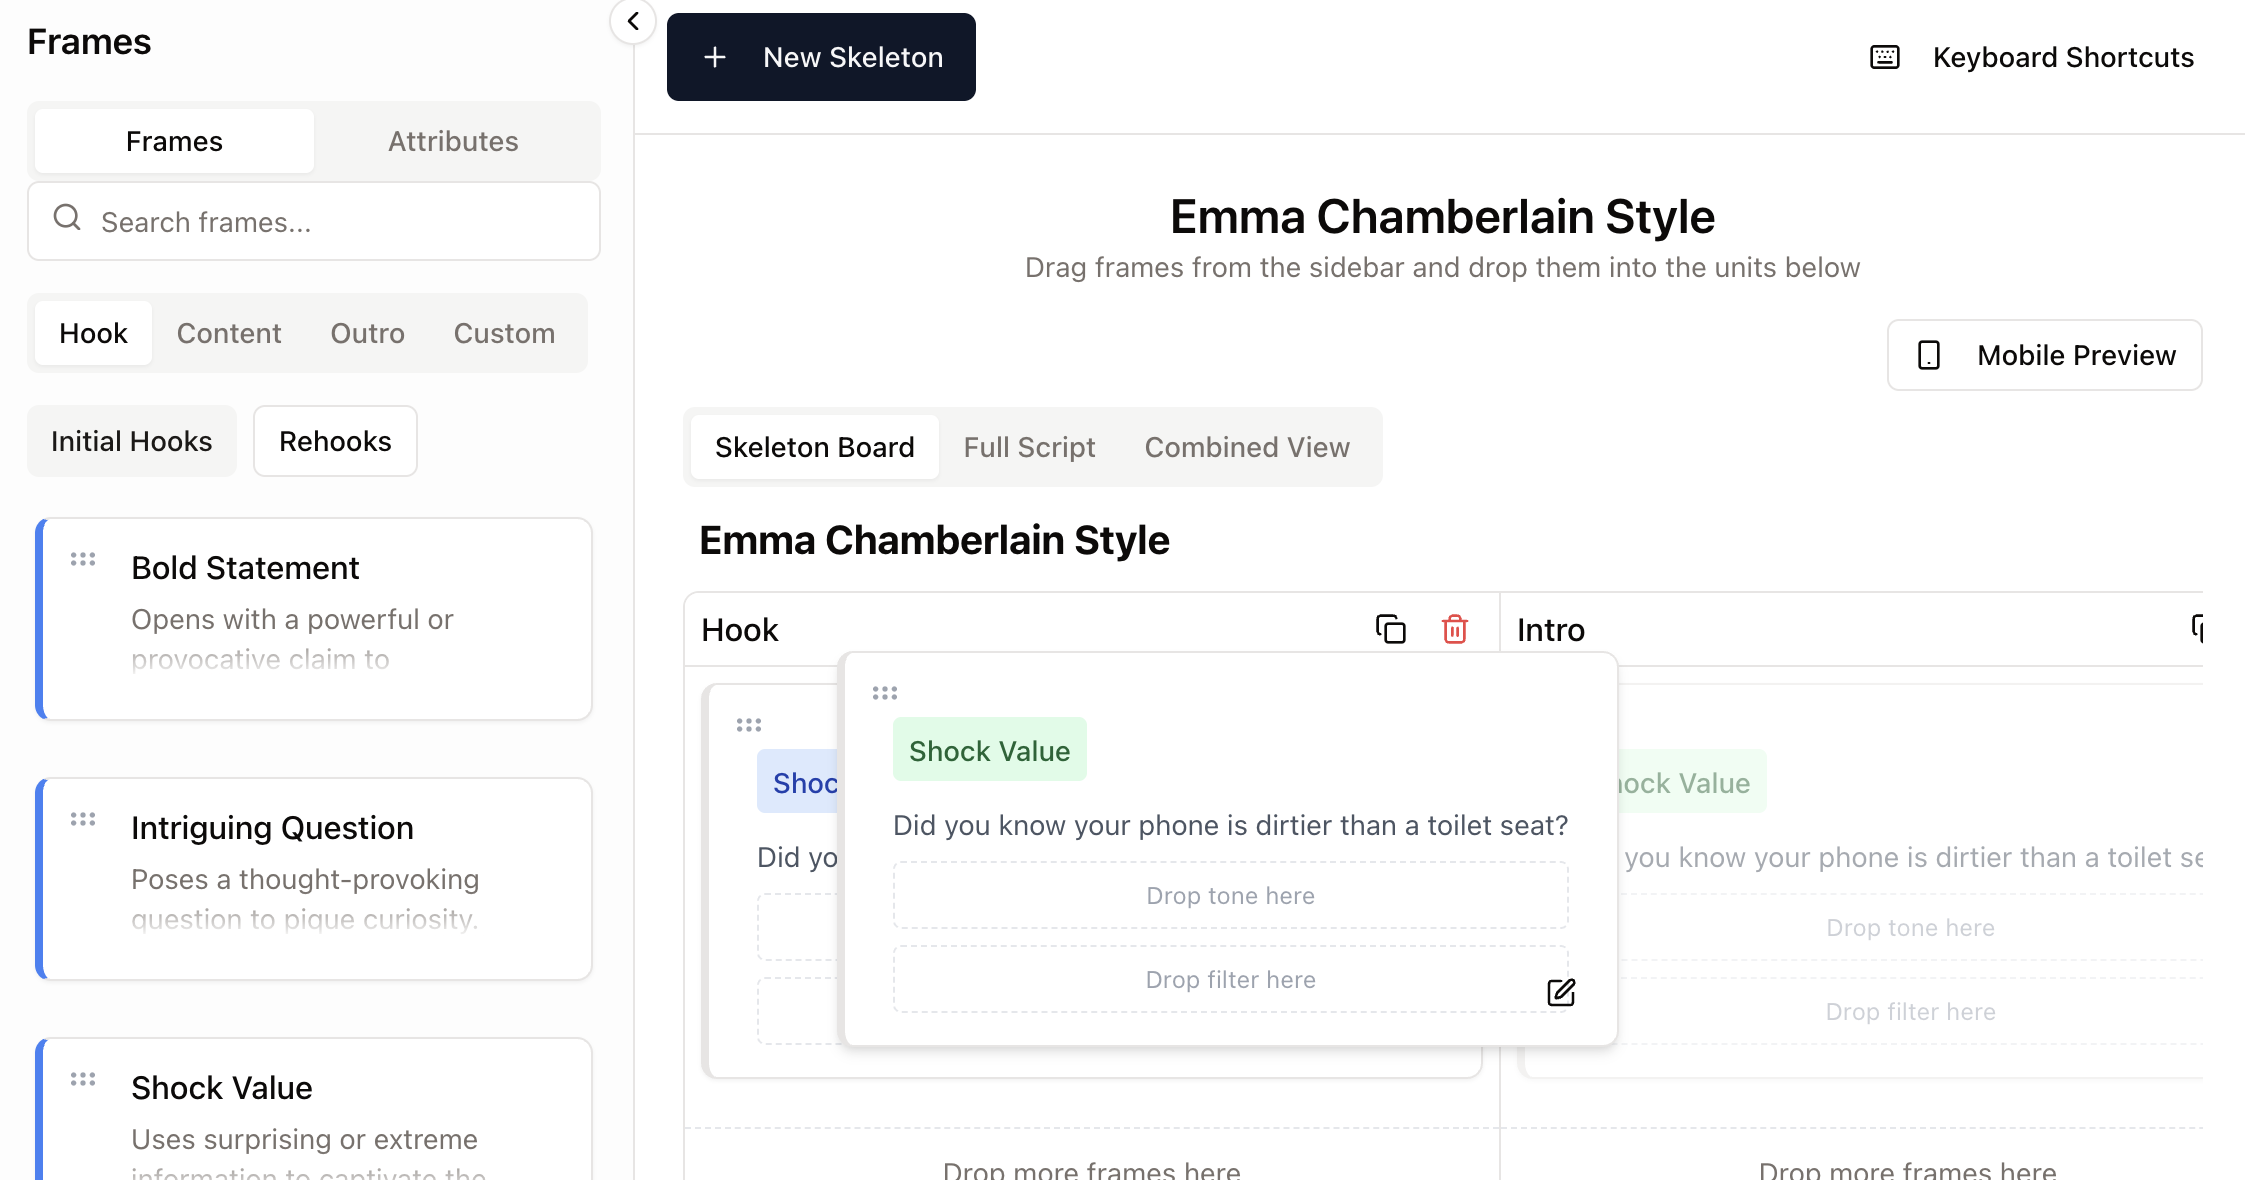 Frames
Frames
Attributes
Search frames...
Hook
Content
Outro
Custom
Initial Hooks
Rehooks
Bold Statement
Opens with a powerful or
provocative claim to
Intriguing Question
Poses a thought-provoking
question to pique curiosity.
Shock Value
Uses surprising or extreme
information to captivate the
New Skeleton
Keyboard Shortcuts
Emma Chamberlain Style
Drag frames from the sidebar and drop them into the units below
Mobile Preview
Skeleton Board
Full Script
Combined View
Emma Chamberlain Style
Hook
Did yo
Shock Value
Did you know your phone is dirtier than a toilet seat?
Drop tone here
Drop filter here
Drop more frames here
Intro
Value
you know your phone is dirtier than a toilet
Drop tone here
Drop filter here
Drop more frames here